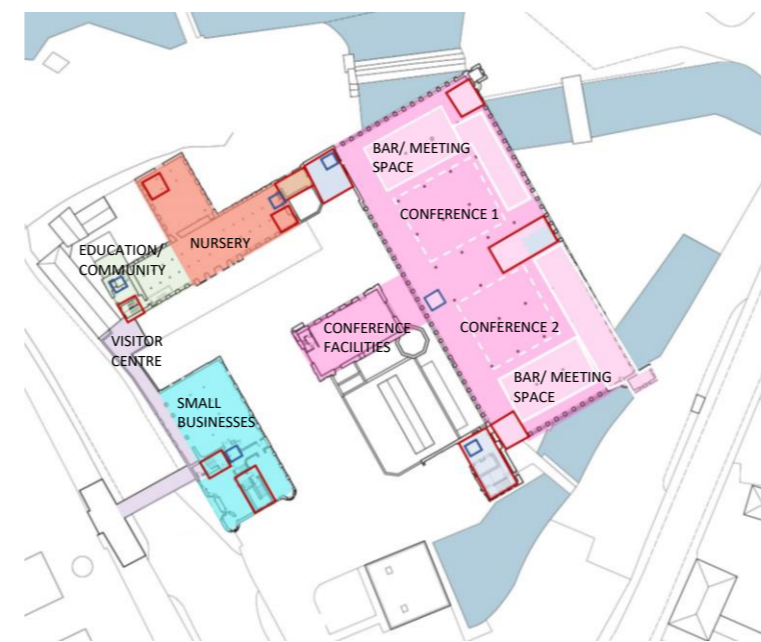 BAR/ MEETING
SPACE
CONFERENCE 1
EDUCATION/
COMMUNITY
NURSERY
VISITOR
CENTRE
CONFERENCE
FACILITIES
CONFERENCE 2
BAR/ MEETING
SPACE
SMALL
BUSINESSES